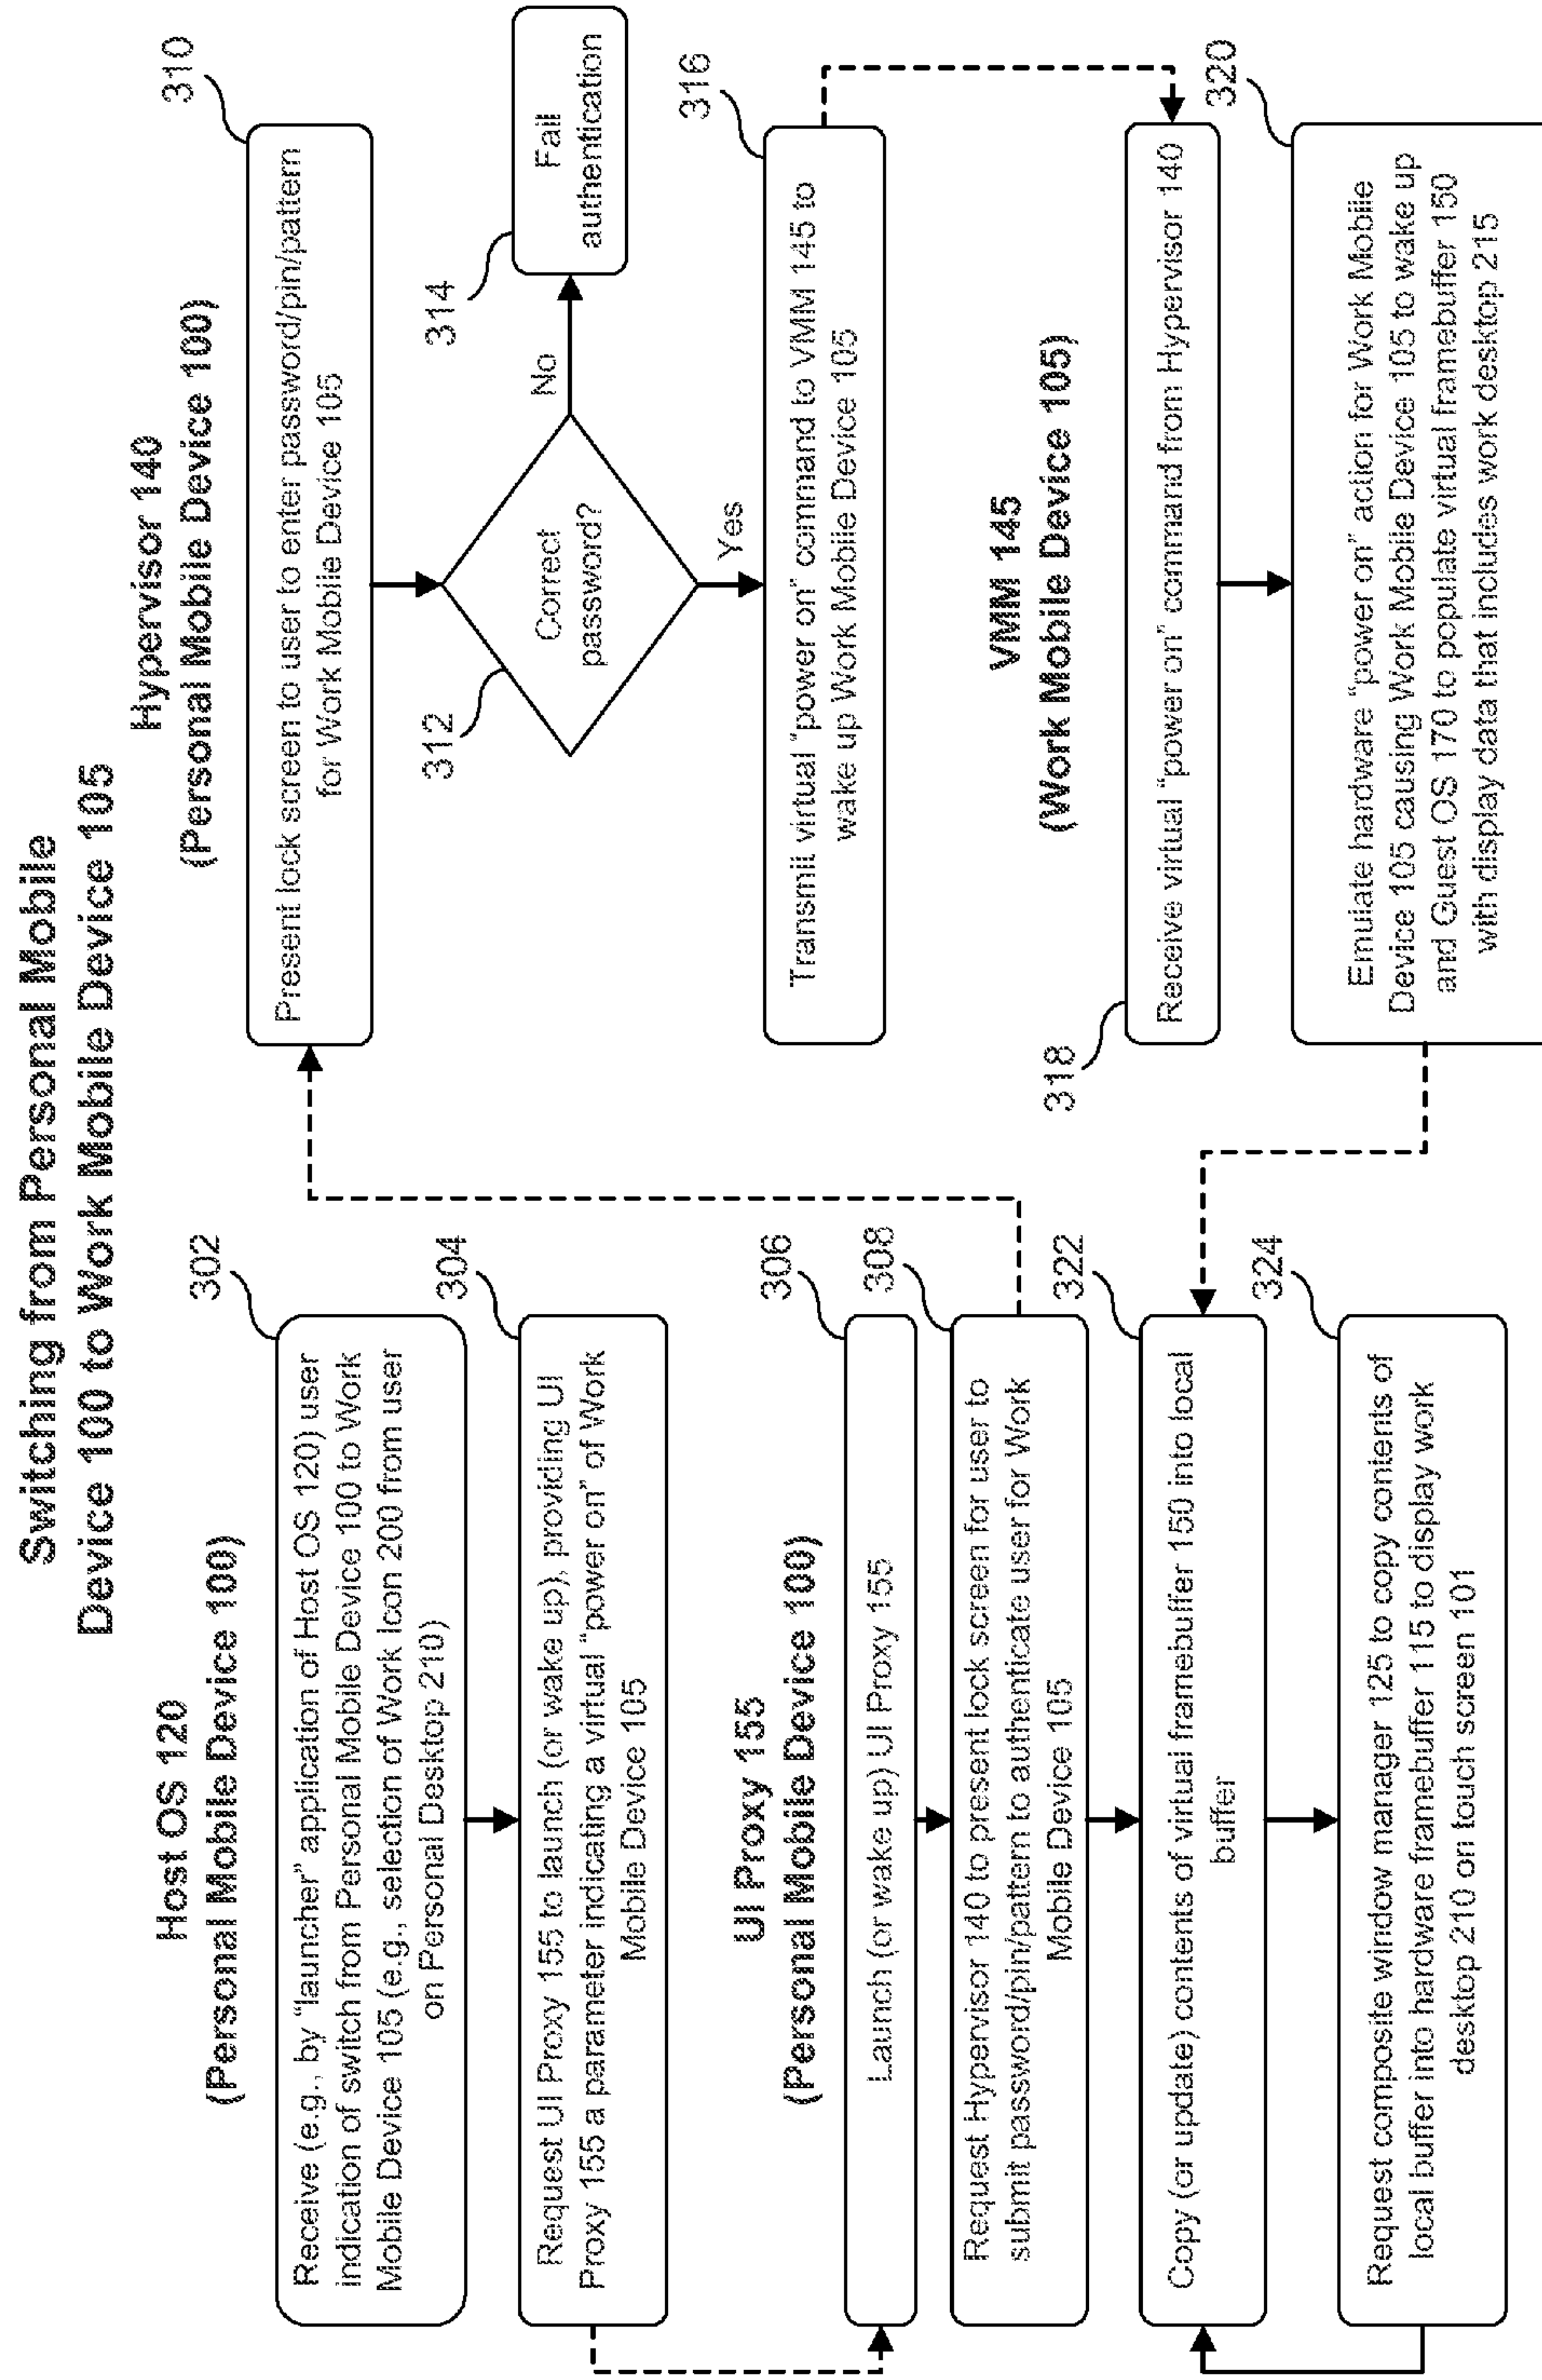 Switching from Personal Mobile
Device 100 to Work Mobile Device 105
Host OS 120
(Personal Mobile Device 100)
302
Receive (e.g., by "launcher" application of Host OS 120) user
indication of switch from Personal Mobile Device 100 to Work
Mobile Device 105 (e.g., selection of Work Icon 200 from user
on Personal Desktop 210)
304
Request UI Proxy 155 to launch (or wake up), providing UI
Proxy 155 a parameter indicating a virtual "power on" of Work
Mobile Device 105
UI Proxy 155
(Personal Mobile Device 100)
306
Launch (or wake up) UI Proxy 155
308
Request Hypervisor 140 to present lock screen for user to
submit password/pin/pattern to authenticate user for Work
Mobile Device 105
322
Copy (or update) contents of virtual framebuffer 150 into local
buffer
324
Request composite window manager 125 to copy contents of
local buffer into hardware framebuffer 115 to display work
desktop 210 on touch screen 101
Hypervisor 140
(Personal Mobile Device 100)
310
Present lock screen to user to enter password/pin/pattern
for Work Mobile Device 105
312
Correct
password?
No
314
Fail
authentication
Yes
316
Transmit virtual "power on" command to VMM 145 to
wake up Work Mobile Device 105
VMM 145
(Work Mobile Device 105)
318
Receive virtual "power on" command from Hypervisor 140
320
Emulate hardware "power on" action for Work Mobile
Device 105 causing Work Mobile Device 105 to wake up
and Guest OS 170 to populate virtual framebuffer 150
with display data that includes work desktop 215